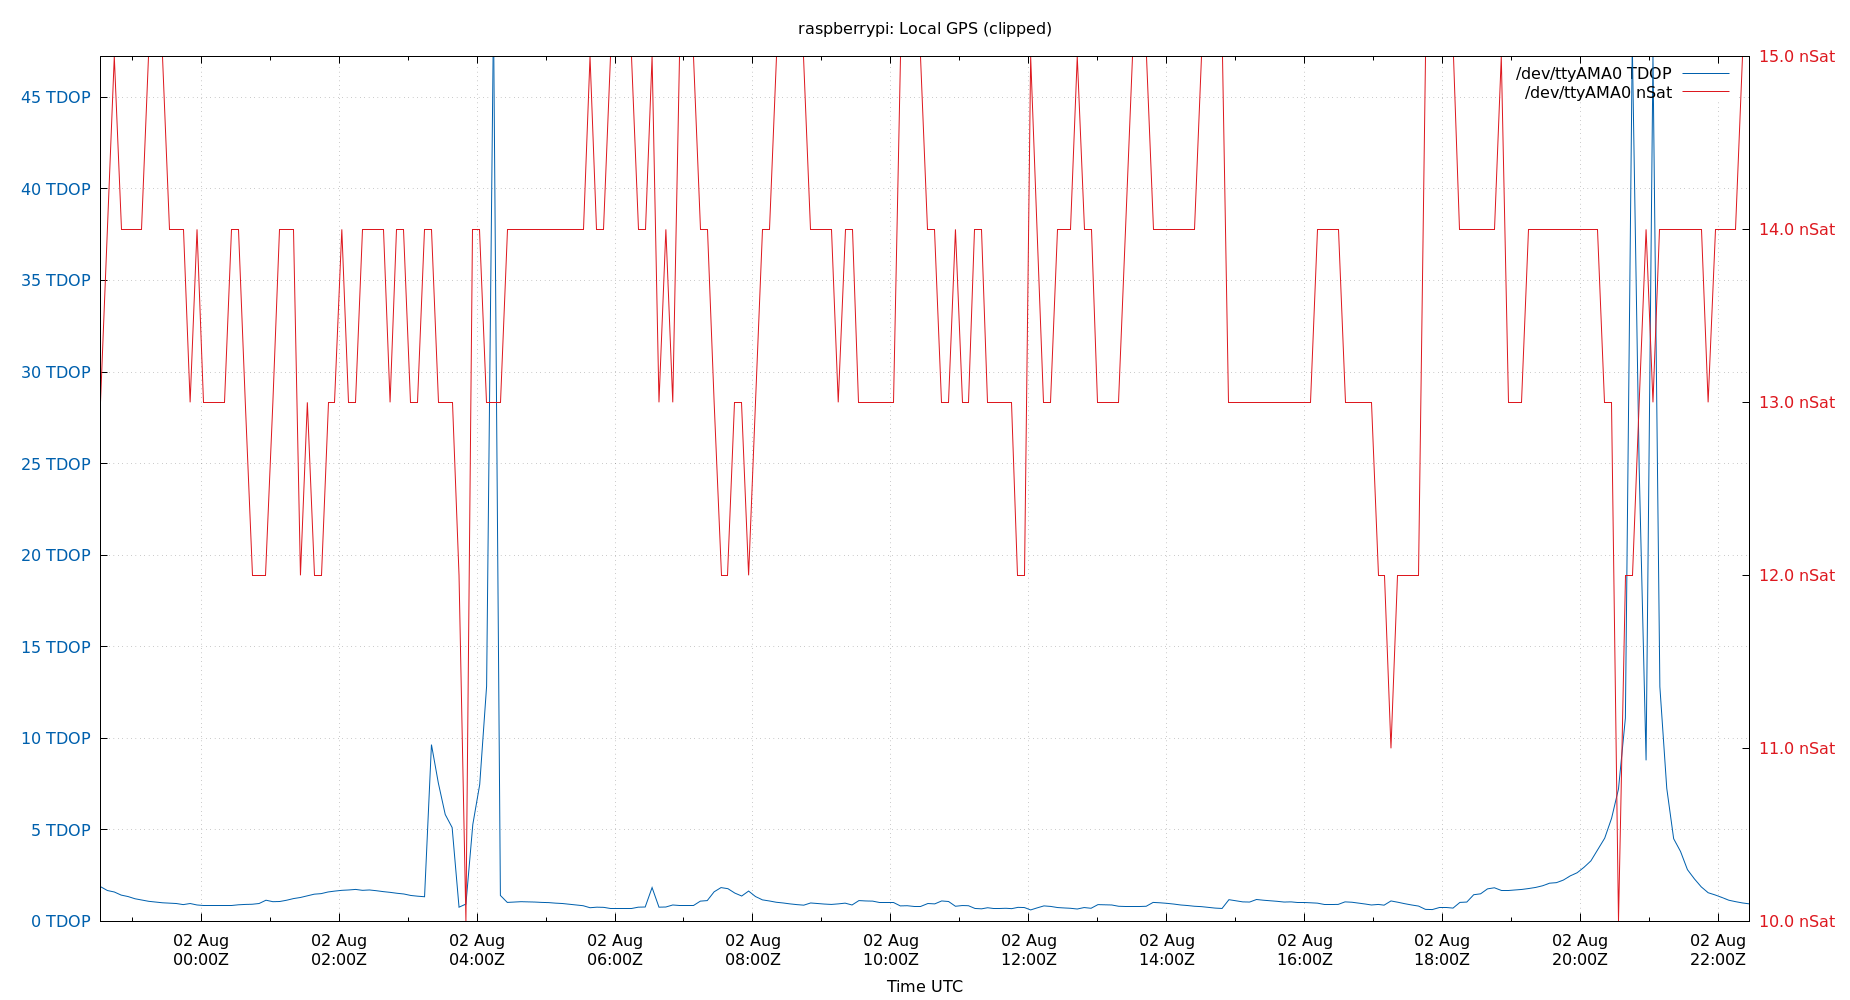 raspberrypi: Local GPS (clipped)
/dev/ttyAMA0 TDOP
/dev/ttyAMA0 nSat
45 TDOP
40 TDOP
35 TDOP
30 TDOP
25 TDOP
20 TDOP
15 TDOP
10 TDOP
5 TDOP
0 TDOP
15.0 nSat
14.0 nSat
13.0 nSat
12.0 nSat
11.0 nSat
10.0 nSat
02 Aug
00:00Z
02 Aug
02:00Z
02 Aug
04:00Z
02 Aug
06:00Z
02 Aug
08:00Z
02 Aug
10:00Z
02 Aug
12:00Z
02 Aug
14:00Z
02 Aug
16:00Z
02 Aug
18:00Z
02 Aug
20:00Z
02 Aug
22:00Z
Time UTC